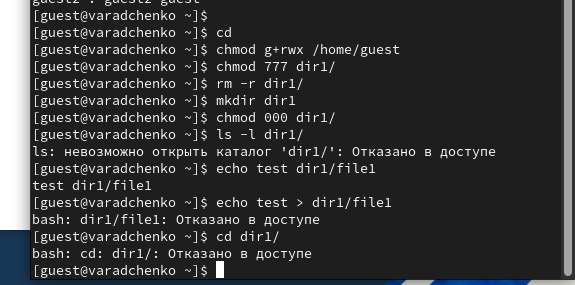 guest2 : guest2 guest
[guest@varadchenko ~]$
[guest@varadchenko ~]$ cd
[guest@varadchenko ~]$ chmod g+rwx /home/guest
[guest@varadchenko ~]$ chmod 777 dir1/
[guest@varadchenko ~]$ rm -r dir1/
[guest@varadchenko ~]$ mkdir dir1
[guest@varadchenko ~]$ chmod 000 dir1/
[guest@varadchenko ~]$ ls -l dir1/
ls: невозможно открыть каталог 'dir1/': Отказано в доступе
[guest@varadchenko ~]$ echo test dir1/file1
test dir1/file1
[guest@varadchenko ~]$ echo test > dir1/file1
bash: dir1/file1: Отказано в доступе
[guest@varadchenko ~]$ cd dir1/
bash: cd: dir1/: Отказано в доступе
[guest@varadchenko ~]$